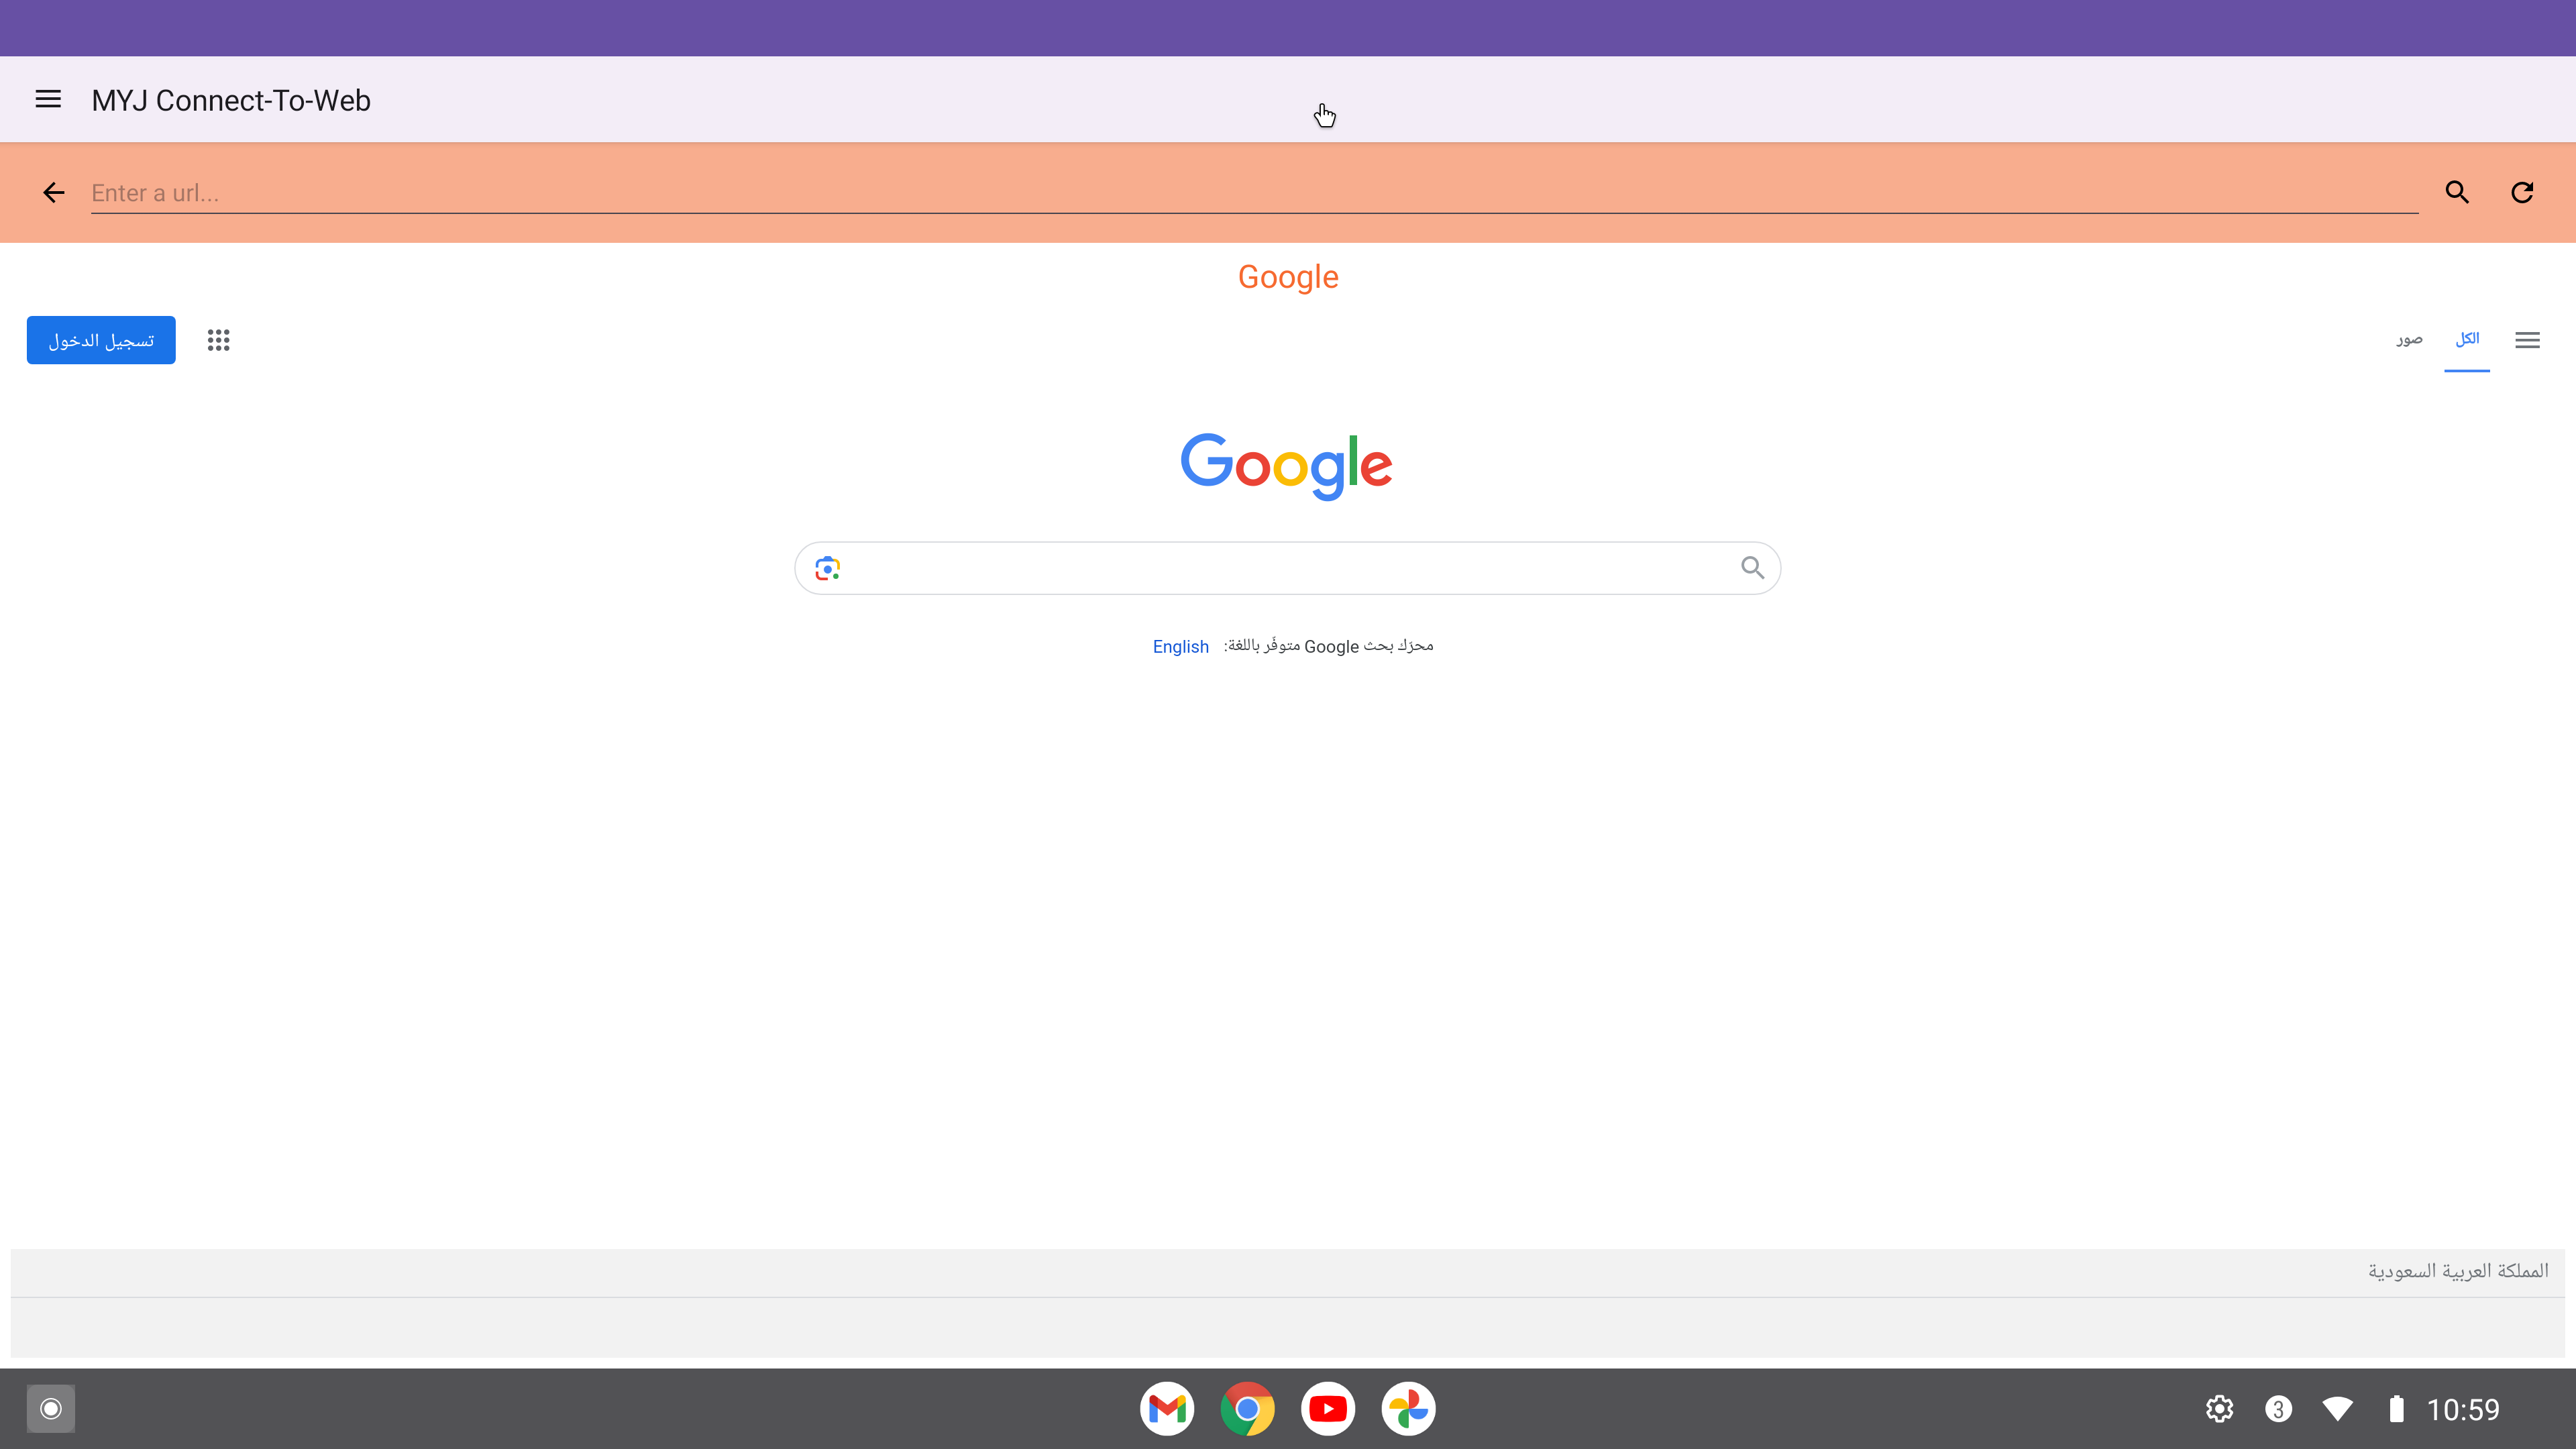 MYJ Connect-To-Web
Enter a url...
Google
تسجيل الدخول
الكل
صور
Google
محرّك بحث Google متوفّر باللغة: English
المملكة العربية السعودية
3
10:59